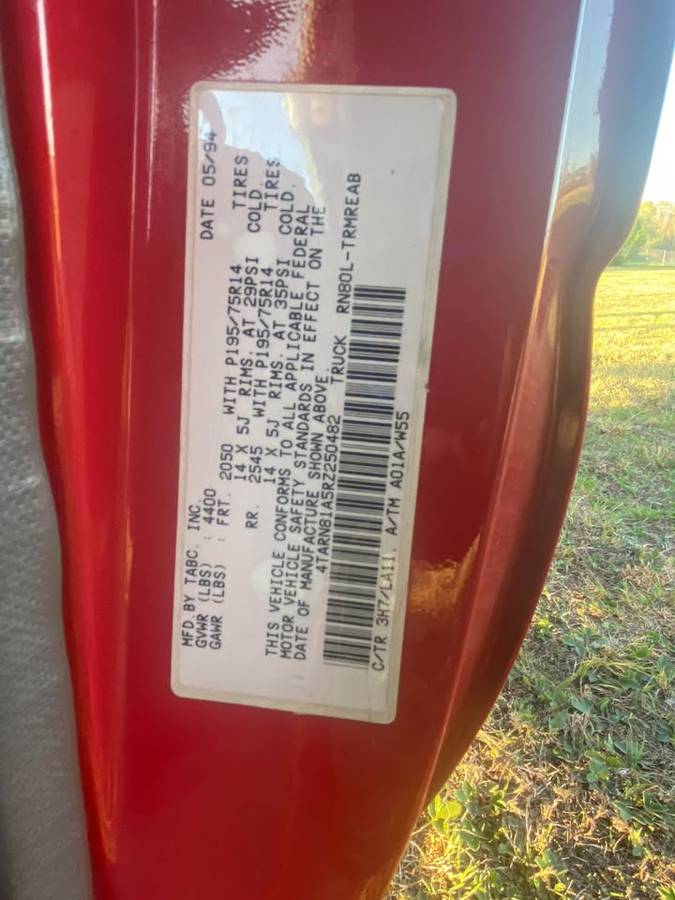 MFD.BY TABC. INC. DATE 05/94
GVWR (LBS) : 4400
GAWR (LBS) : FRT. 2050 WITH P195/75R14 TIRES
14 X 5J RIMS. AT 29PSI COLD.
RR. 2545 WITH P195/75R14 TIRES
14 X 5J RIMS. AT 35PSI COLD.
THIS VEHICLE CONFORMS TO ALL APPLICABLE FEDERAL
MOTOR VEHICLE SAFETY STANDARDS IN EFFECT ON THE
DATE OF MANUFACTURE SHOWN ABOVE.
4TARN81A5RZ250482 TRUCK RN80L-TRMREAB
C/TR 3H7/LA11. A/TM A01A/W55